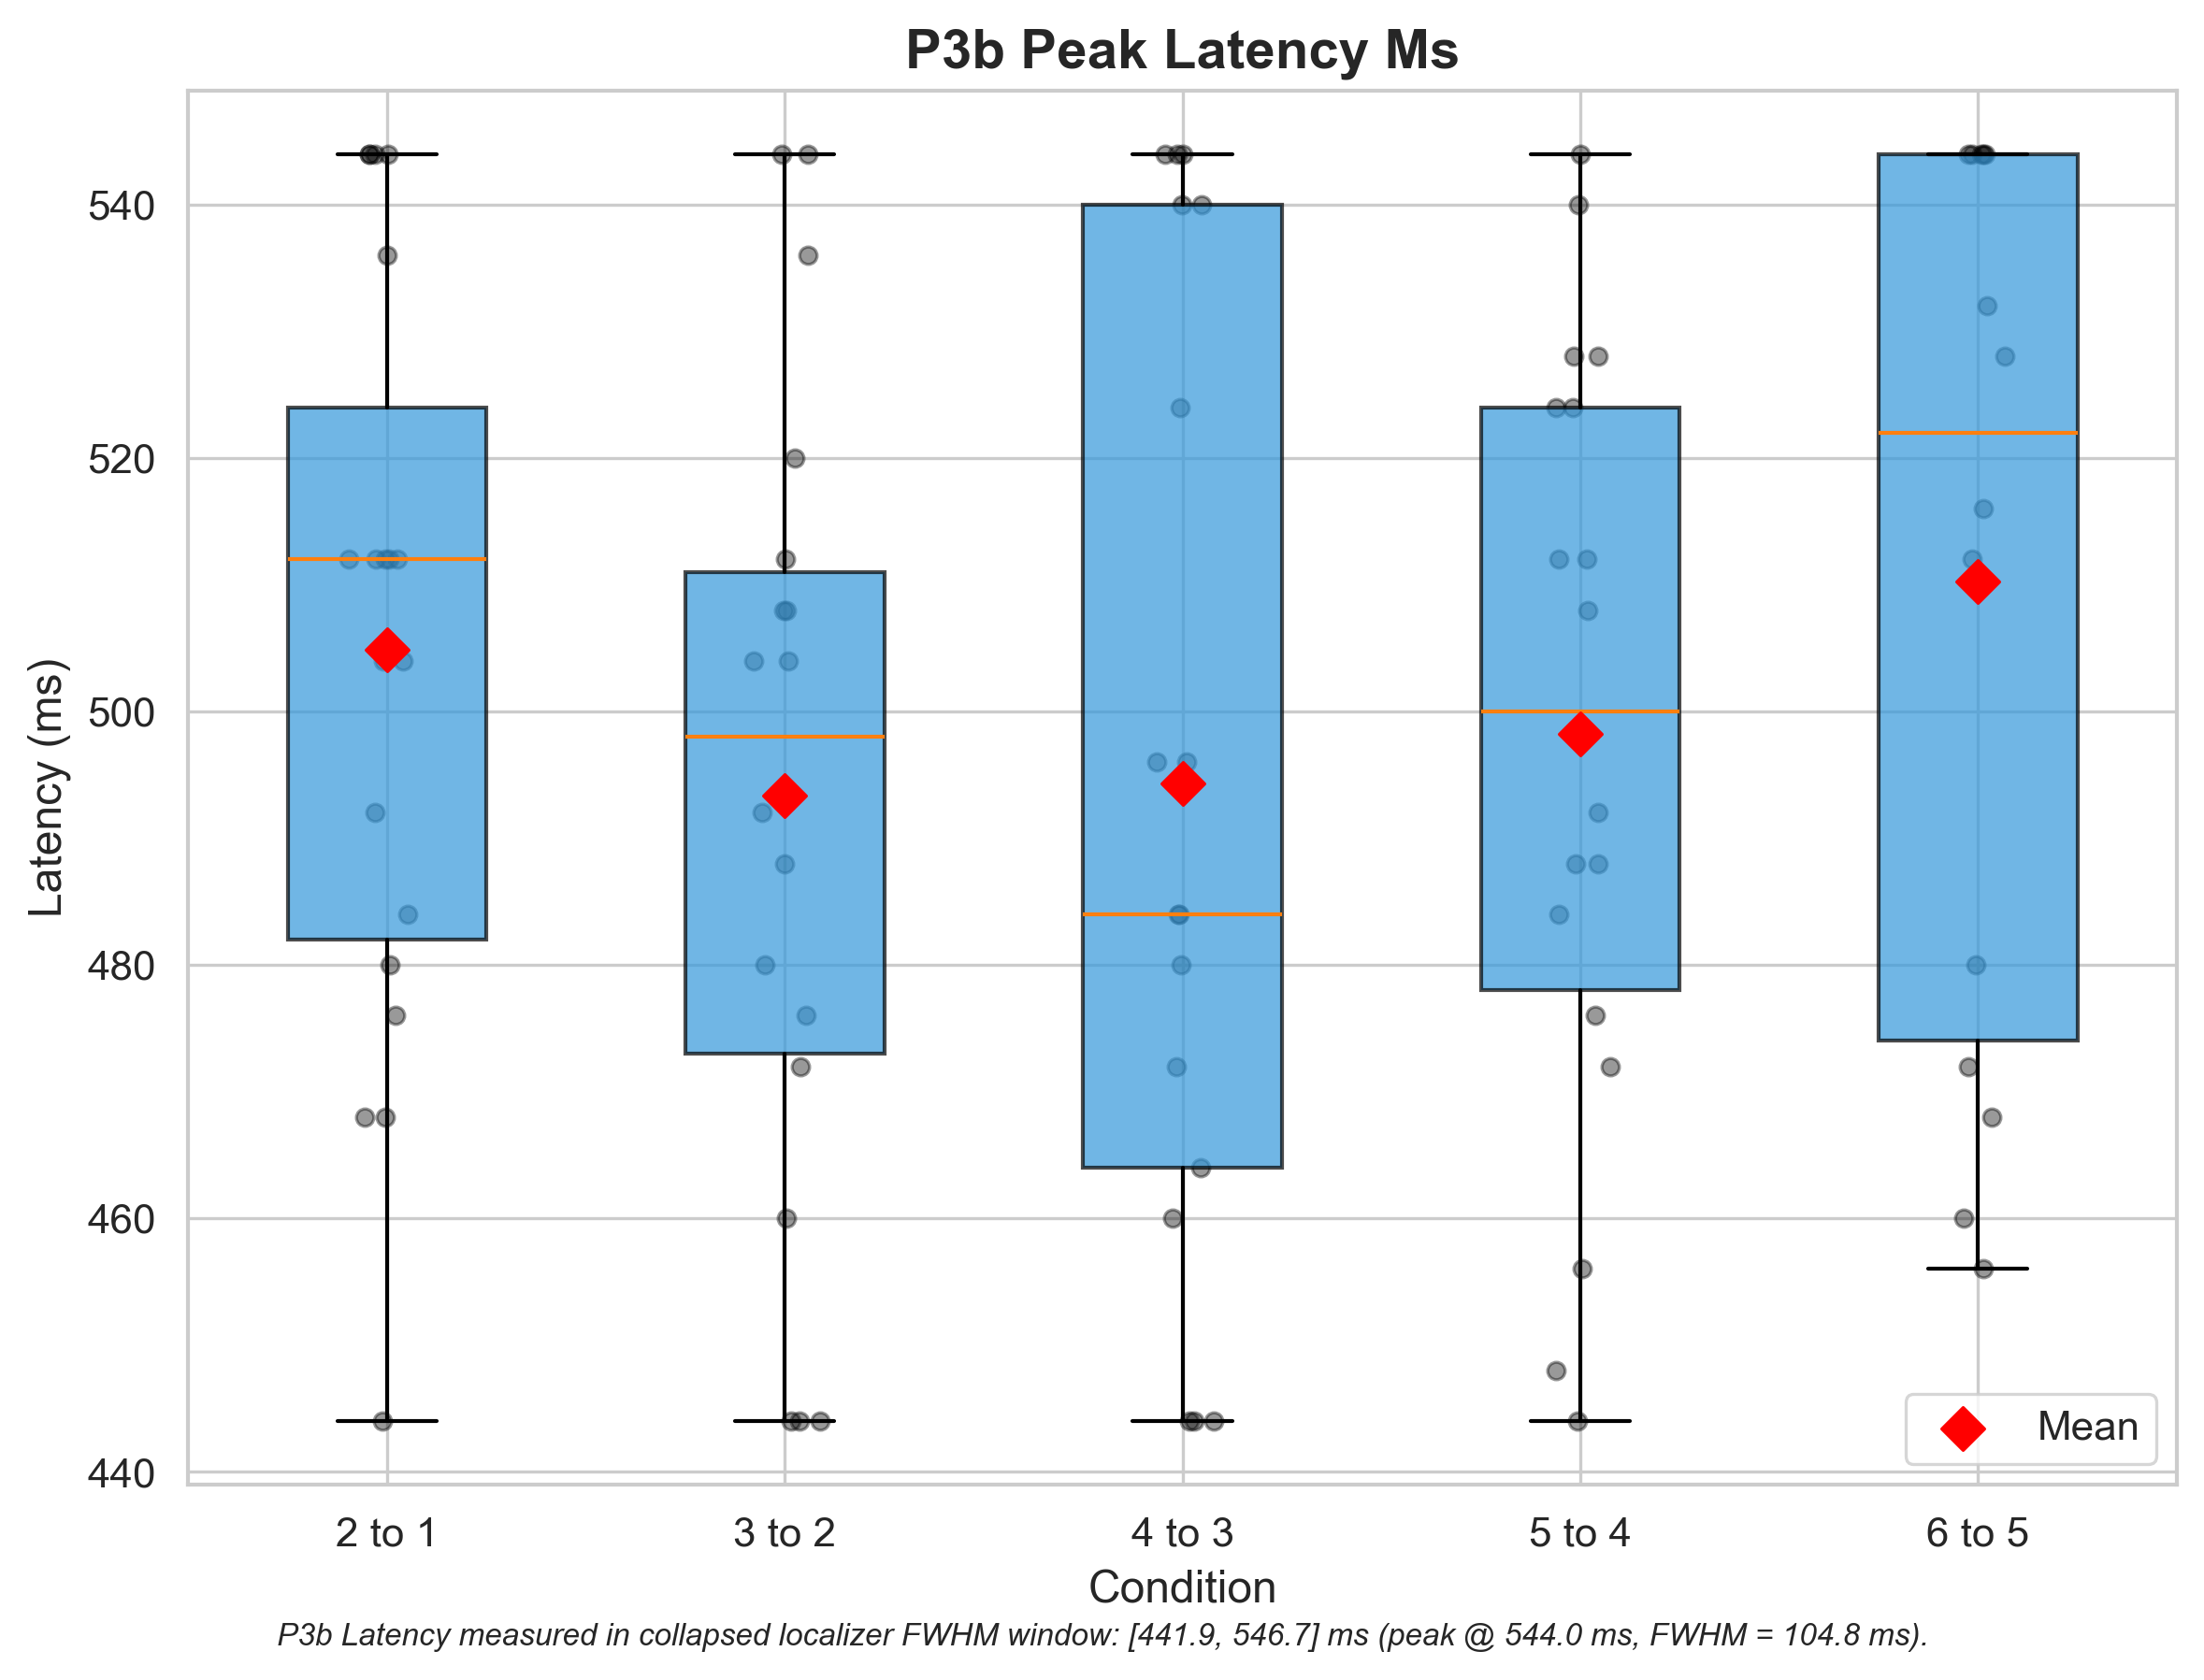 P3b Peak Latency Ms
540
520
500
480
460
440
Latency (ms)
Mean
2 to 1
3 to 2
4 to 3
5 to 4
6 to 5
Condition
P3b Latency measured in collapsed localizer FWHM window: [441.9, 546.7] ms (peak @ 544.0 ms, FWHM = 104.8 ms).